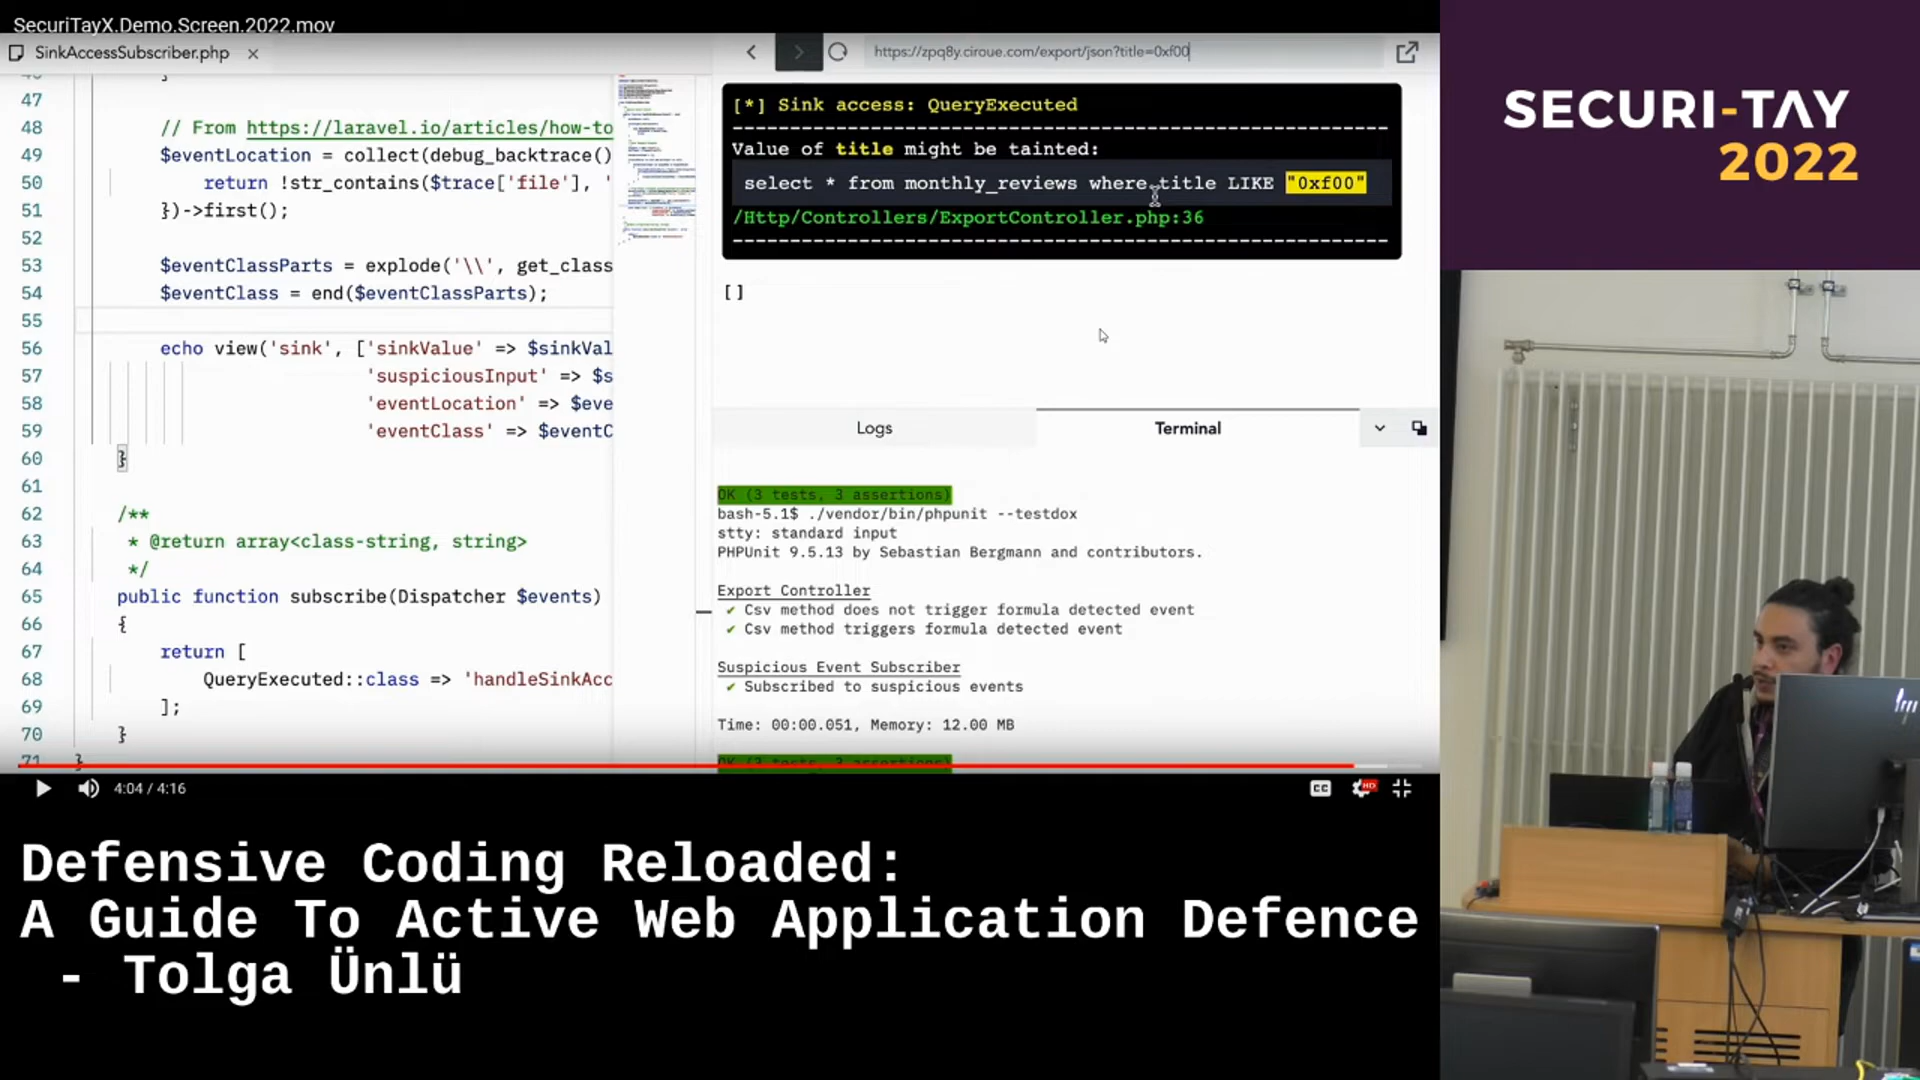 SecuriTayX.Demo.Screen.2022.mov
SinkAccessSubscriber.php
47
48 // From https://laravel.io/articles/how-to
49 $eventLocation = collect(debug_backtrace()
50 return !str_contains($trace['file'], '
51 })->first();
52
53 $eventClassParts = explode('\\', get_class
54 $eventClass = end($eventClassParts);
55
56 echo view('sink', ['sinkValue' => $sinkVal
57 'suspiciousInput' => $s
58 'eventLocation' => $eve
59 'eventClass' => $eventC
60 }
61
62 /**
63 * @return array<class-string, string>
64 */
65 public function subscribe(Dispatcher $events)
66 {
67 return [
68 QueryExecuted::class => 'handleSinkAcc
69 ];
70 }
71 }
https://zpq8y.ciroue.com/export/json?title=0xf00
[*] Sink access: QueryExecuted
Value of title might be tainted:
select * from monthly_reviews where title LIKE "0xf00"
/Http/Controllers/ExportController.php:36
[]
Logs Terminal
OK (3 tests, 3 assertions)
bash-5.1$ ./vendor/bin/phpunit --testdox
stty: standard input
PHPUnit 9.5.13 by Sebastian Bergmann and contributors.
Export Controller
✔ Csv method does not trigger formula detected event
✔ Csv method triggers formula detected event
Suspicious Event Subscriber
✔ Subscribed to suspicious events
Time: 00:00.051, Memory: 12.00 MB
OK (3 tests, 3 assertions)
4:04 / 4:16
CC HD
SECURI-TAY
2022
Defensive Coding Reloaded:
A Guide To Active Web Application Defence
- Tolga Ünlü